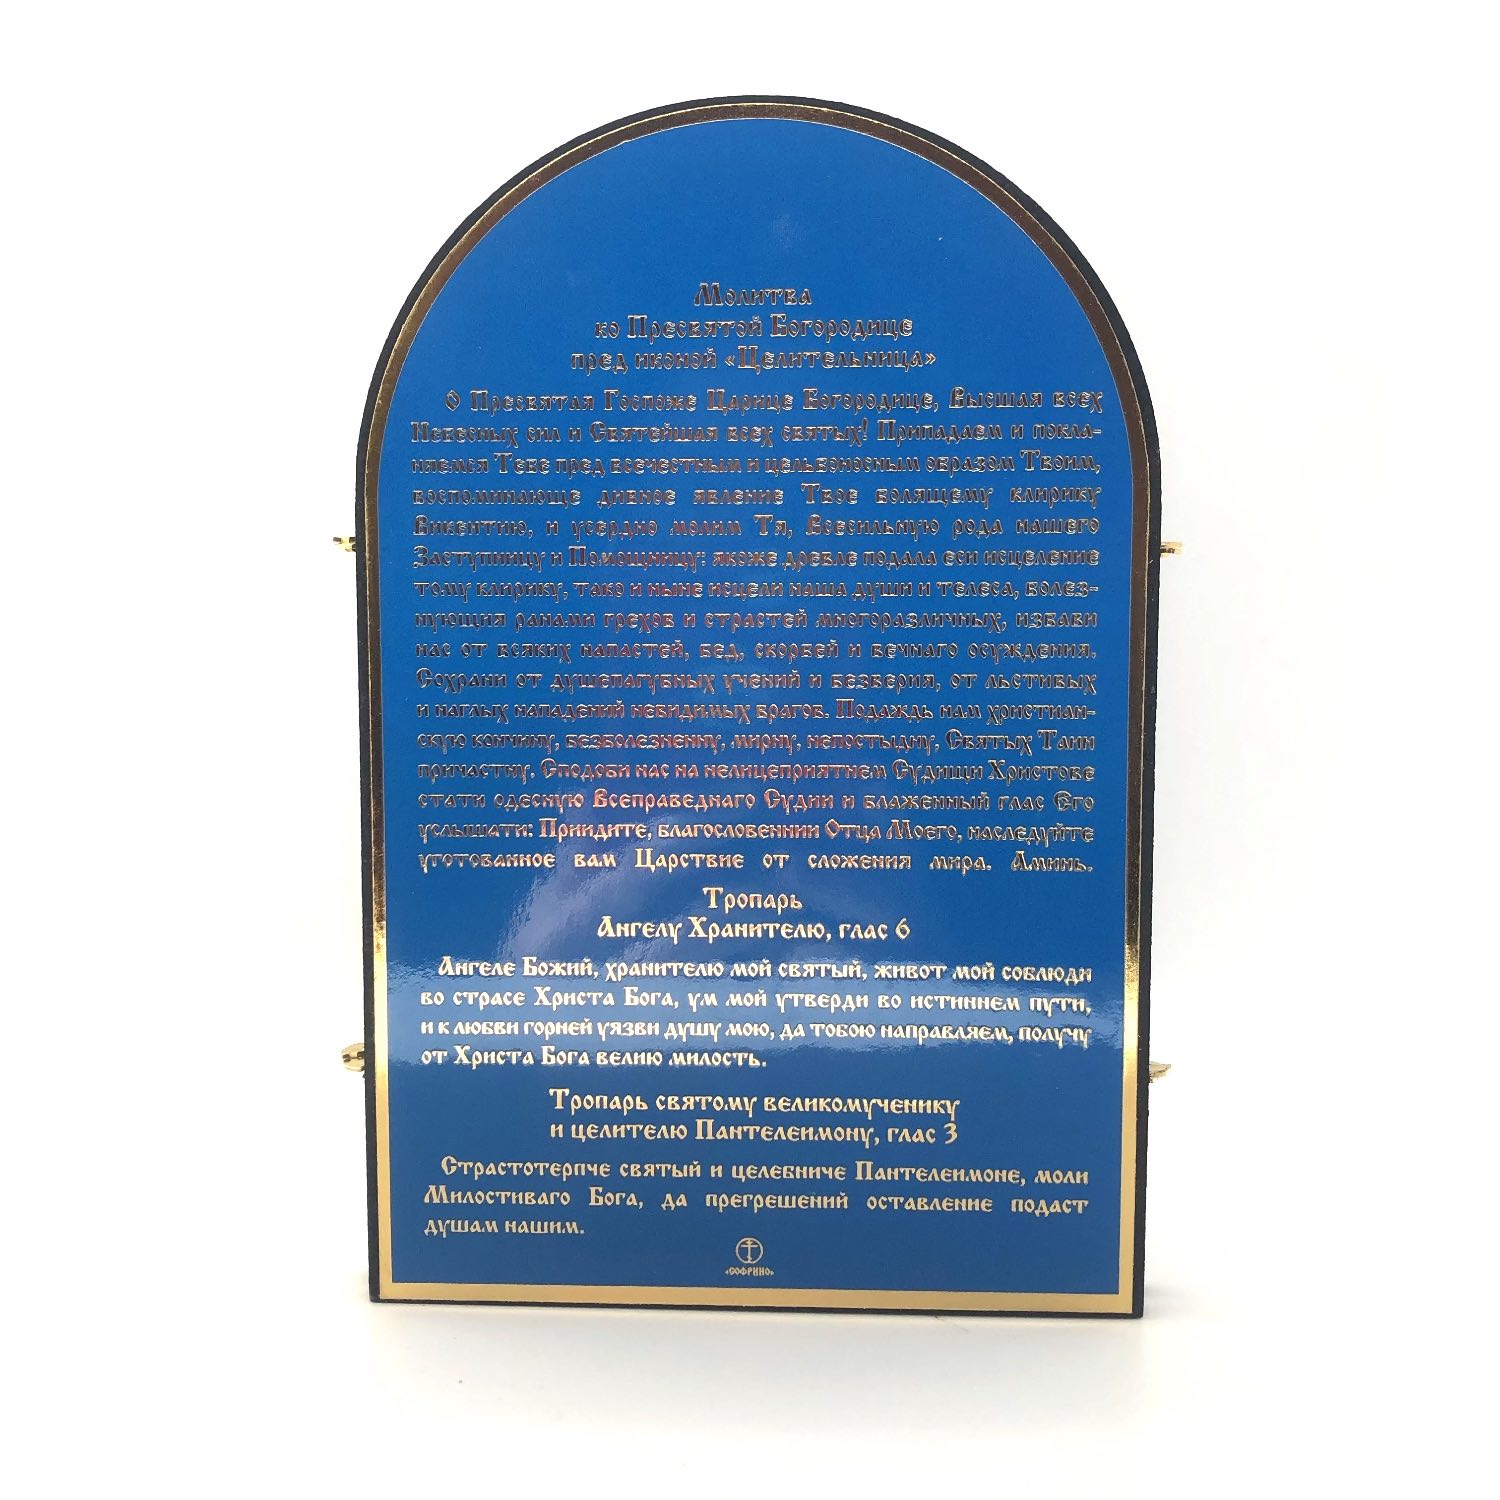 Молитва
ко Пресвятой Богородице
пред иконой «Целительница»
О Пресвятая Госпоже Царице Богородице, Высшая всех
Небесных сил и Святейшая всех святых! Припадаем и покла-
няемся Тебе пред всечестным и цельбоносным образом Твоим,
воспоминающе дивное явление Твое болящему клирику
Викентию, и усердно молим Тя, Всесильную рода нашего
Заступницу и Помощницу: якоже древле подала еси исцеление
тому клирику, тако и ныне исцели наша души и телеса, болез-
нующия ранами грехов и страстей многоразличных, избави
нас от всяких напастей, бед, скорбей и вечнаго осуждения.
Сохрани от душепагубных учений и безверия, от льстивых
и наглых нападений невидимых врагов. Подаждь нам христиан-
скую кончину, безболезненну, мирну, непостыдну, Святых Таин
причастну. Сподоби нас на нелицеприятнем Судищи Христове
стати одесную Всеправеднаго Судии и блаженный глас Его
услышати: Приидите, благословеннии Отца Моего, наследуйте
уготованное вам Царствие от сложения мира. Аминь.
Тропарь
Ангелу Хранителю, глас 6
Ангеле Божий, хранителю мой святый, живот мой соблюди
во страсе Христа Бога, ум мой утверди во истиннем пути,
и к любви горней уязви душу мою, да тобою направляем, получу
от Христа Бога велию милость.
Тропарь святому великомученику
и целителю Пантелеимону, глас 3
Страстотерпче святый и целебниче Пантелеимоне, моли
Милостиваго Бога, да прегрешений оставление подаст
душам нашим.
«СОФРИНО»